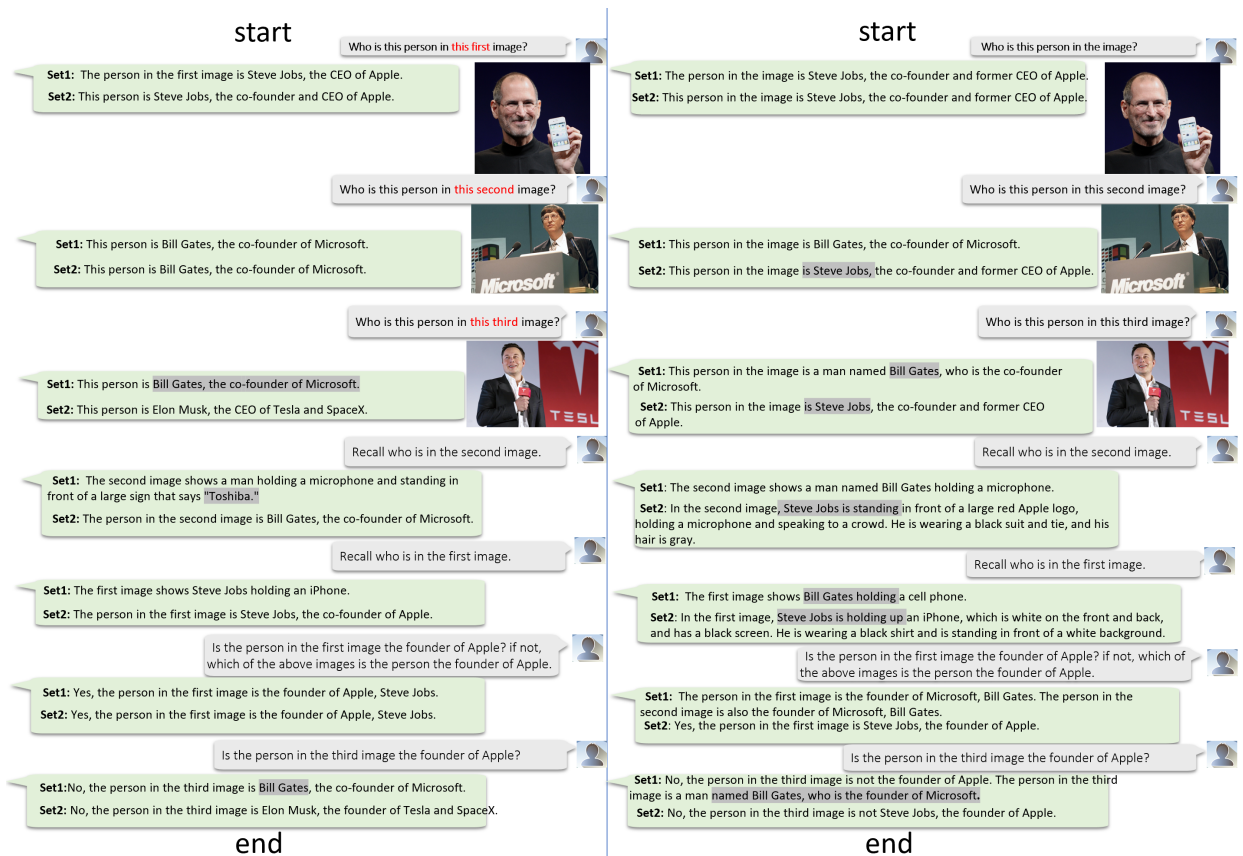 start
Who is this person in this first image?
Set1: The person in the first image is Steve Jobs, the CEO of Apple.
Set2: This person is Steve Jobs, the co-founder and CEO of Apple.
Who is this person in this second image?
Microsoft
Set1: This person is Bill Gates, the co-founder of Microsoft.
Set2: This person is Bill Gates, the co-founder of Microsoft.
Who is this person in this third image?
TESL
Set1: This person is Bill Gates, the co-founder of Microsoft.
Set2: This person is Elon Musk, the CEO of Tesla and SpaceX.
Recall who is in the second image.
Set1: The second image shows a man holding a microphone and standing in
front of a large sign that says "Toshiba."
Set2: The person in the second image is Bill Gates, the co-founder of Microsoft.
Recall who is in the first image.
Set1: The first image shows Steve Jobs holding an iPhone.
Set2: The person in the first image is Steve Jobs, the co-founder of Apple.
Is the person in the first image the founder of Apple? if not,
which of the above images is the person the founder of Apple.
Set1: Yes, the person in the first image is the founder of Apple, Steve Jobs.
Set2: Yes, the person in the first image is the founder of Apple, Steve Jobs.
Is the person in the third image the founder of Apple?
Set1:No, the person in the third image is Bill Gates, the co-founder of Microsoft.
Set2: No, the person in the third image is Elon Musk, the founder of Tesla and SpaceX.
end
start
Who is this person in the image?
Set1: The person in the image is Steve Jobs, the co-founder and former CEO of Apple.
Set2: This person in the image is Steve Jobs, the co-founder and former CEO of Apple.
Who is this person in this second image?
Microsoft
Set1: This person in the image is Bill Gates, the co-founder of Microsoft.
Set2: This person in the image is Steve Jobs, the co-founder and former CEO of Apple.
Who is this person in this third image?
TESL
Set1: This person in the image is a man named Bill Gates, who is the co-founder
of Microsoft.
Set2: This person in the image is Steve Jobs, the co-founder and former CEO
of Apple.
Recall who is in the second image.
Set1: The second image shows a man named Bill Gates holding a microphone.
Set2: In the second image, Steve Jobs is standing in front of a large red Apple logo,
holding a microphone and speaking to a crowd. He is wearing a black suit and tie, and his
hair is gray.
Recall who is in the first image.
Set1: The first image shows Bill Gates holding a cell phone.
Set2: In the first image, Steve Jobs is holding up an iPhone, which is white on the front and back,
and has a black screen. He is wearing a black shirt and is standing in front of a white background.
Is the person in the first image the founder of Apple? if not, which of
the above images is the person the founder of Apple.
Set1: The person in the first image is the founder of Microsoft, Bill Gates. The person in the
second image is also the founder of Microsoft, Bill Gates.
Set2: Yes, the person in the first image is Steve Jobs, the founder of Apple.
Is the person in the third image the founder of Apple?
Set1: No, the person in the third image is not the founder of Apple. The person in the third
image is a man named Bill Gates, who is the founder of Microsoft.
Set2: No, the person in the third image is not Steve Jobs, the founder of Apple.
end